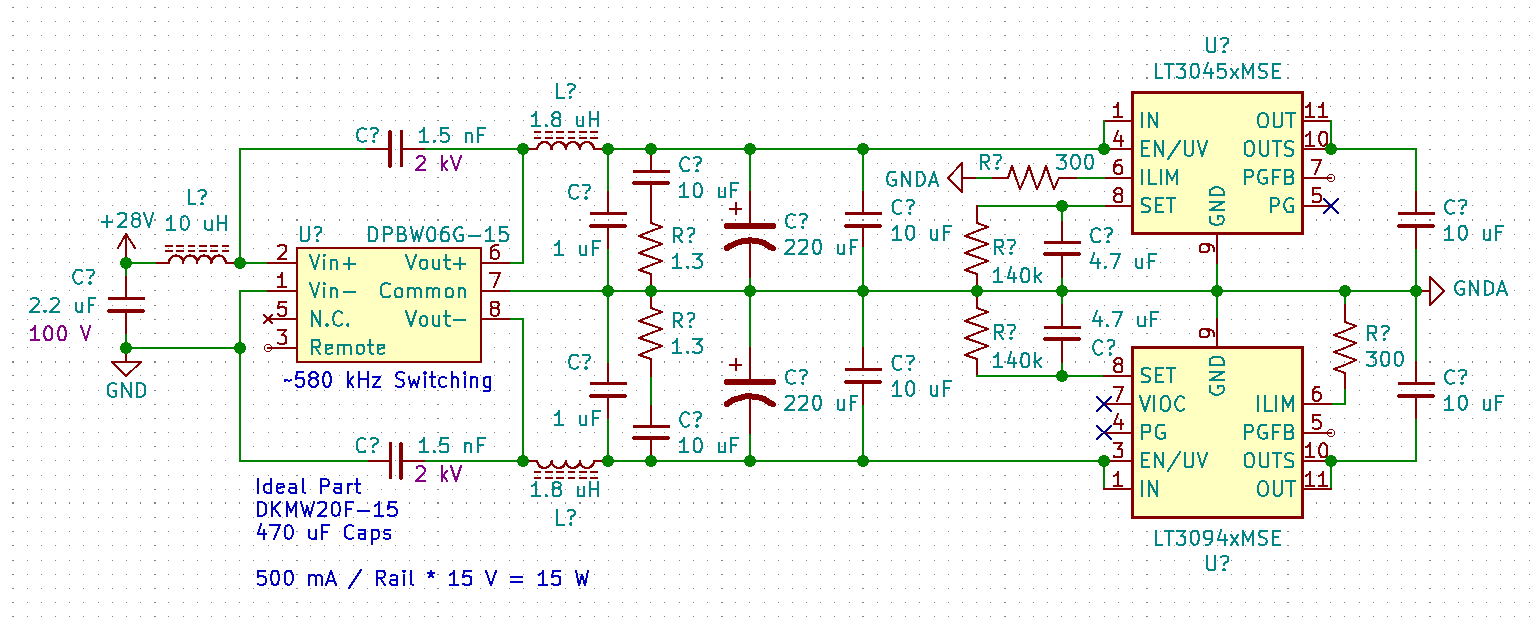 U?
LT3045xMSE
L?
1.8 uH
C?
1.5 nF
2 kV
L?
10 uH
+28V
C?
2.2 uF
100 V
GND
U?
DPBW06G-15
2
Vin+
Vout+
6
1
Vin-
Common
7
5
N.C.
Vout-
8
3
Remote
~580 kHz Switching
C?
1.5 nF
2 kV
Ideal Part
DKMW20F-15
470 uF Caps
500 mA / Rail * 15 V = 15 W
1.8 uH
L?
C?
1 uF
C?
10 uF
R?
1.3
+
C?
220 uF
C?
10 uF
R?
1.3
C?
1 uF
C?
10 uF
+
C?
220 uF
C?
10 uF
GNDA
R?
300
R?
140k
C?
4.7 uF
R?
140k
4.7 uF
C?
1
IN
OUT
11
4
EN/UV
OUTS
10
6
ILIM
PGFB
7
8
SET
PG
5
GND
9
C?
10 uF
GNDA
R?
300
C?
10 uF
9
GND
8
SET
7
VIOC
ILIM
6
4
PG
PGFB
5
3
EN/UV
OUTS
10
1
IN
OUT
11
LT3094xMSE
U?